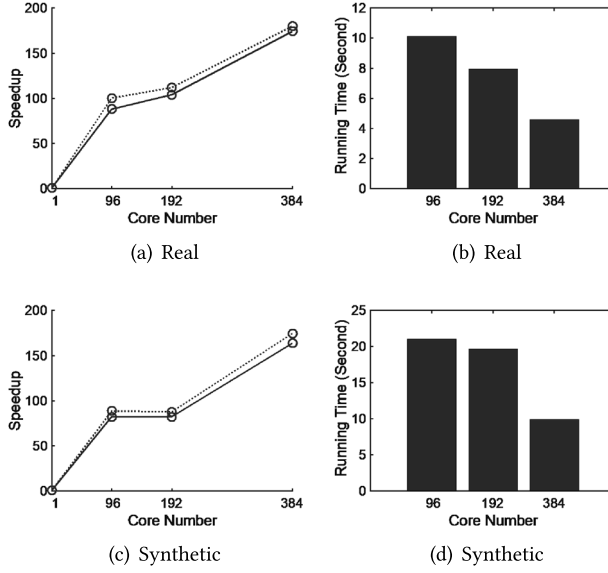 200
150
100
50
0
Speedup
1 96 192 384
Core Number
(a) Real
12
10
8
6
4
2
0
Running Time (Second)
96 192 384
Core Number
(b) Real
200
150
100
50
0
Speedup
1 96 192 384
Core Number
(c) Synthetic
25
20
15
10
5
0
Running Time (Second)
96 192 384
Core Number
(d) Synthetic